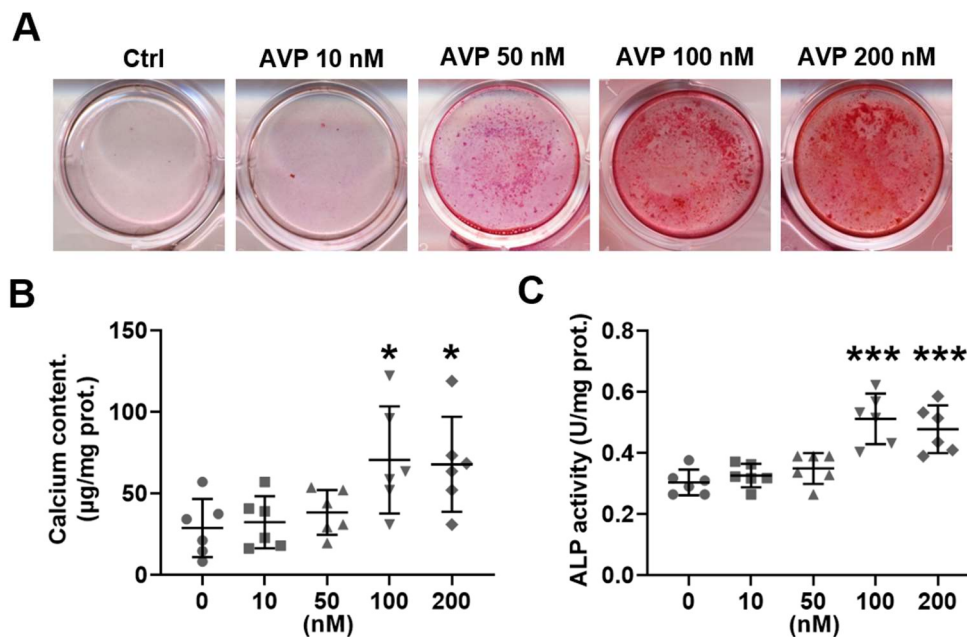 A
Ctrl
AVP 10 nM
AVP 50 nM
AVP 100 nM
AVP 200 nM
B
Calcium content.
(µg/mg prot.)
150
100
50
0
*
*
0
10
50
100
200
(nM)
C
ALP activity (U/mg prot.)
0.8
0.6
0.4
0.2
0.0
***
***
0
10
50
100
200
(nM)